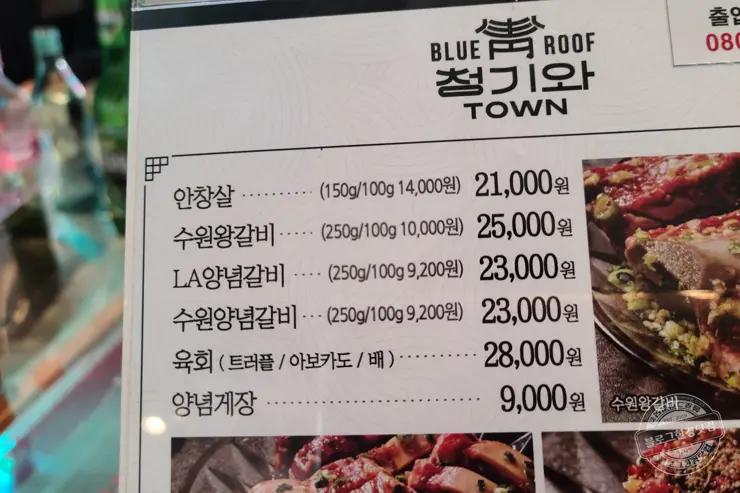 출입
080
BLUE ROOF
청기와
TOWN
안창살 ·········· (150g/100g 14,000원) 21,000원
수원왕갈비 ····· (250g/100g 10,000원) 25,000원
LA양념갈비 ···· (250g/100g 9,200원) 23,000원
수원양념갈비 ··· (250g/100g 9,200원) 23,000원
육회 ( 트러플 / 아보카도 / 배 ) ·········· 28,000원
양념게장 ···························· 9,000원
수원왕갈비